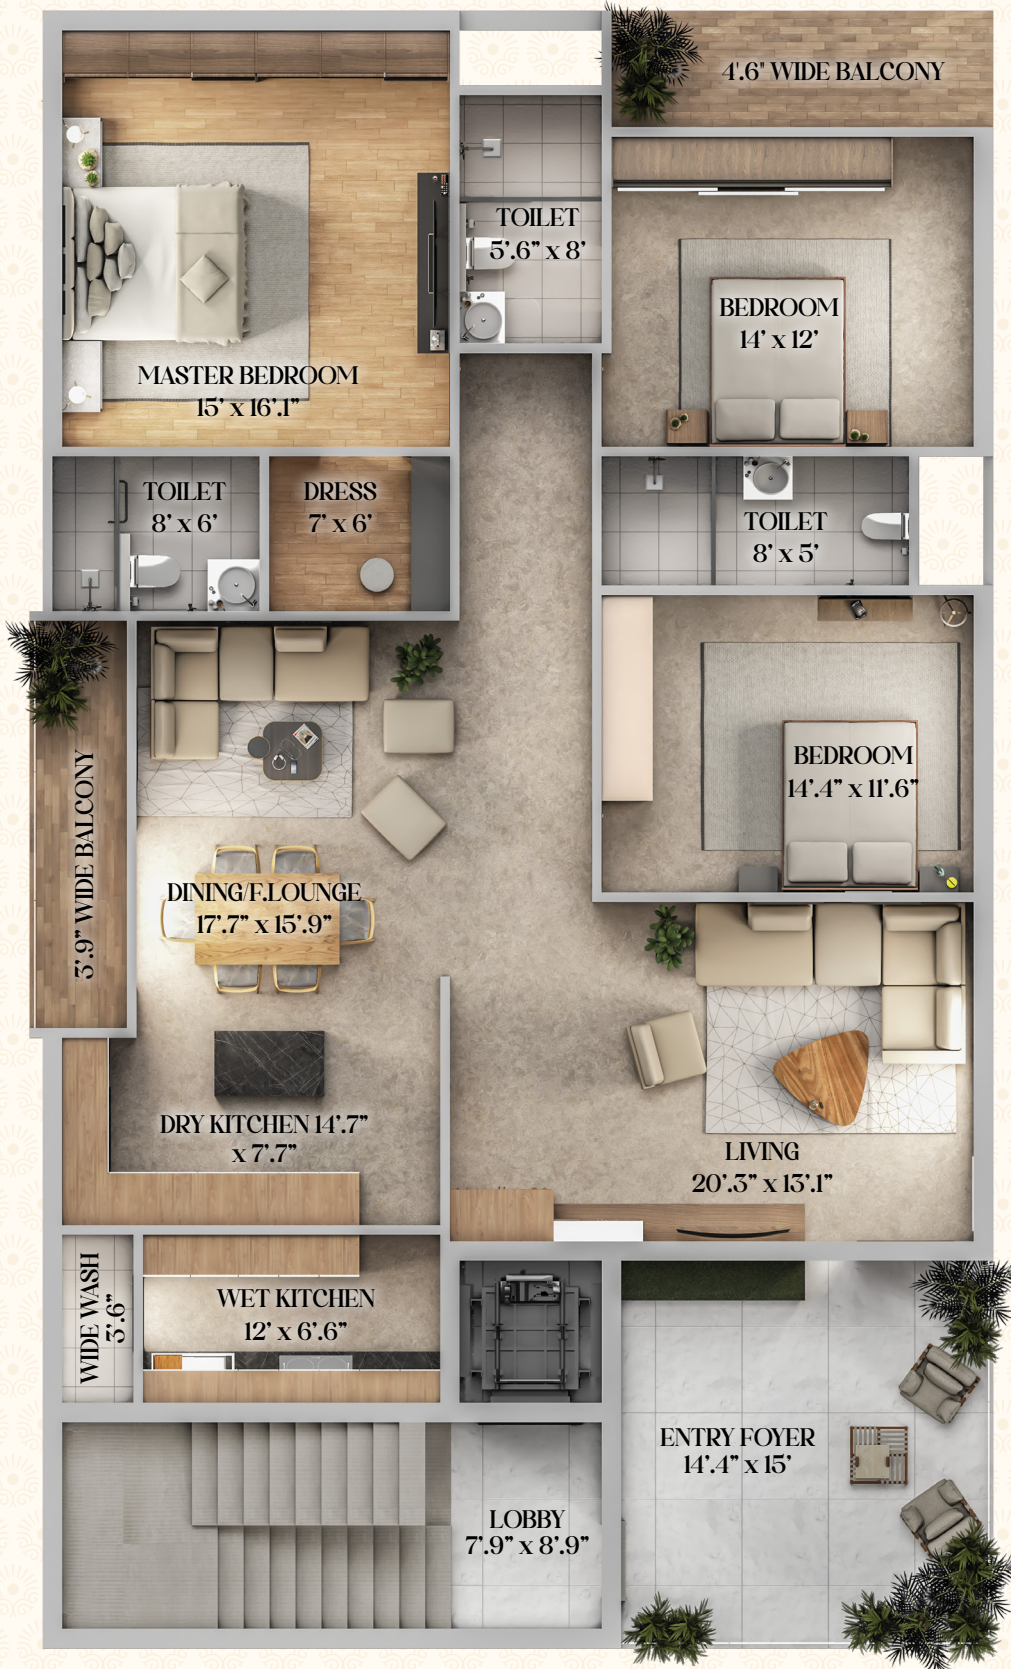 4'.6" WIDE BALCONY
TOILET
5'.6” x 8’
BEDROOM
14’ x 12’
MASTER BEDROOM
15’ x 16’.1”
TOILET
8’ x 6’
DRESS
7’ x 6’
TOILET
8’ x 5’
3’.9” WIDE BALCONY
BEDROOM
14’.4” x 11’.6”
DINING/F.LOUNGE
17’.7” x 15’.9”
DRY KITCHEN 14’.7”
x 7’.7”
LIVING
20’.3” x 13’.1”
WIDE WASH
3’.6”
WET KITCHEN
12’ x 6’.6”
ENTRY FOYER
14’.4” x 15’
LOBBY
7’.9” x 8’.9”